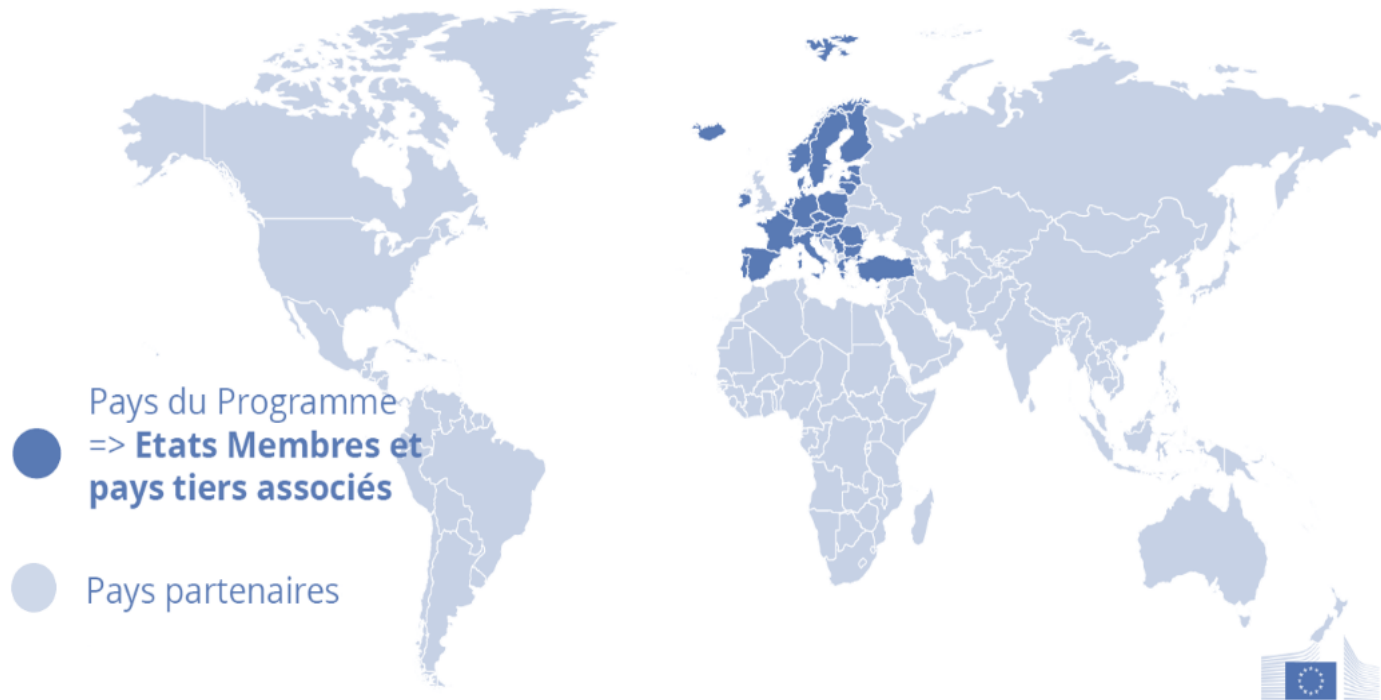 Pays du Programme
=> Etats Membres et
pays tiers associés
Pays partenaires